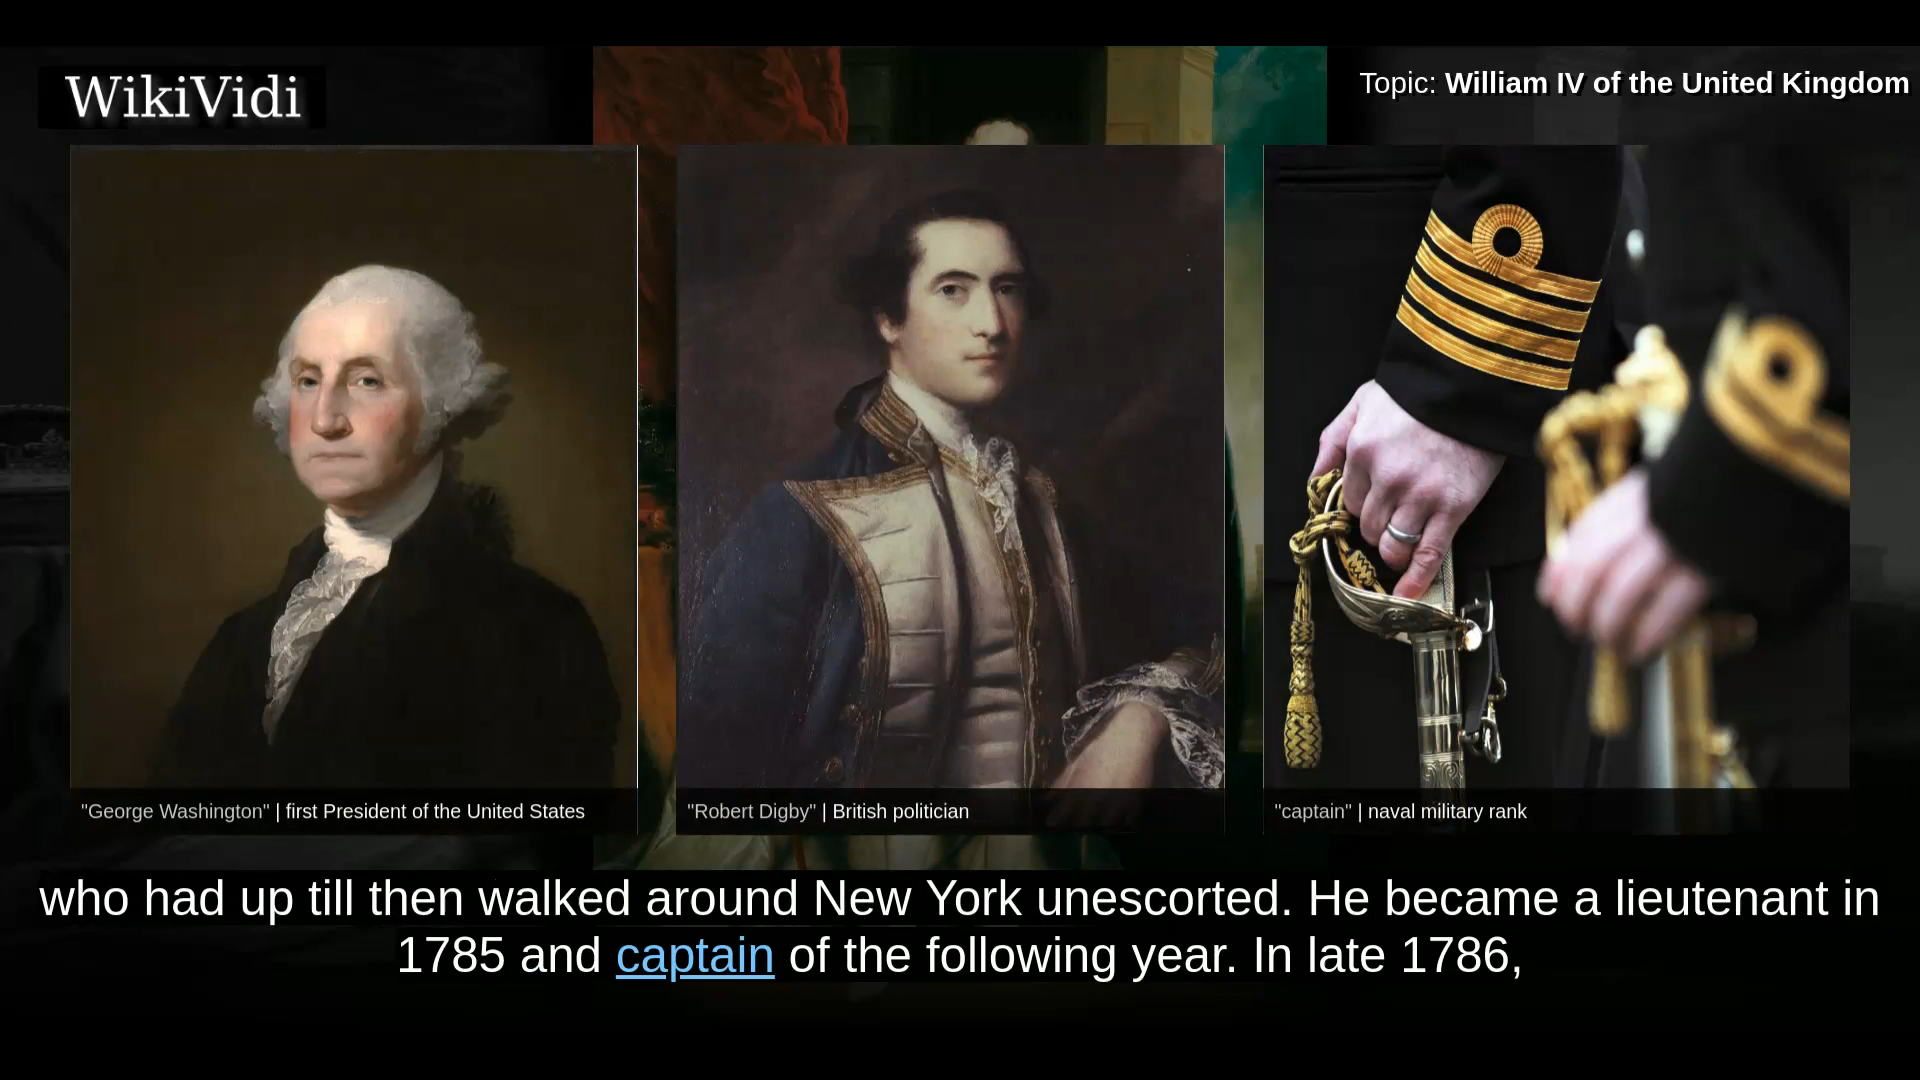 WikiVidi
Topic: William IV of the United Kingdom
"George Washington" | first President of the United States
"Robert Digby" | British politician
"captain" | naval military rank
who had up till then walked around New York unescorted. He became a lieutenant in
1785 and captain of the following year. In late 1786,